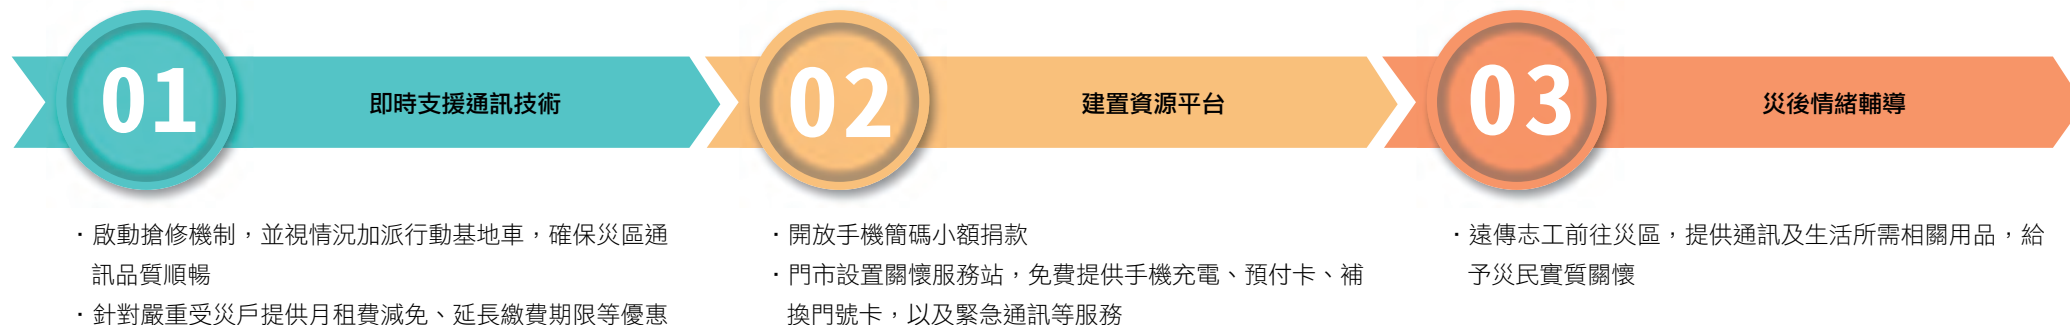 01
即時支援通訊技術
・啟動搶修機制，並視情況加派行動基地車，確保災區通
訊品質順暢
・針對嚴重受災戶提供月租費減免、延長繳費期限等優惠
02
建置資源平台
・開放手機簡碼小額捐款
・門市設置關懷服務站，免費提供手機充電、預付卡、補
換門號卡，以及緊急通訊等服務
03
災後情緒輔導
・遠傳志工前往災區，提供通訊及生活所需相關用品，給
予災民實質關懷